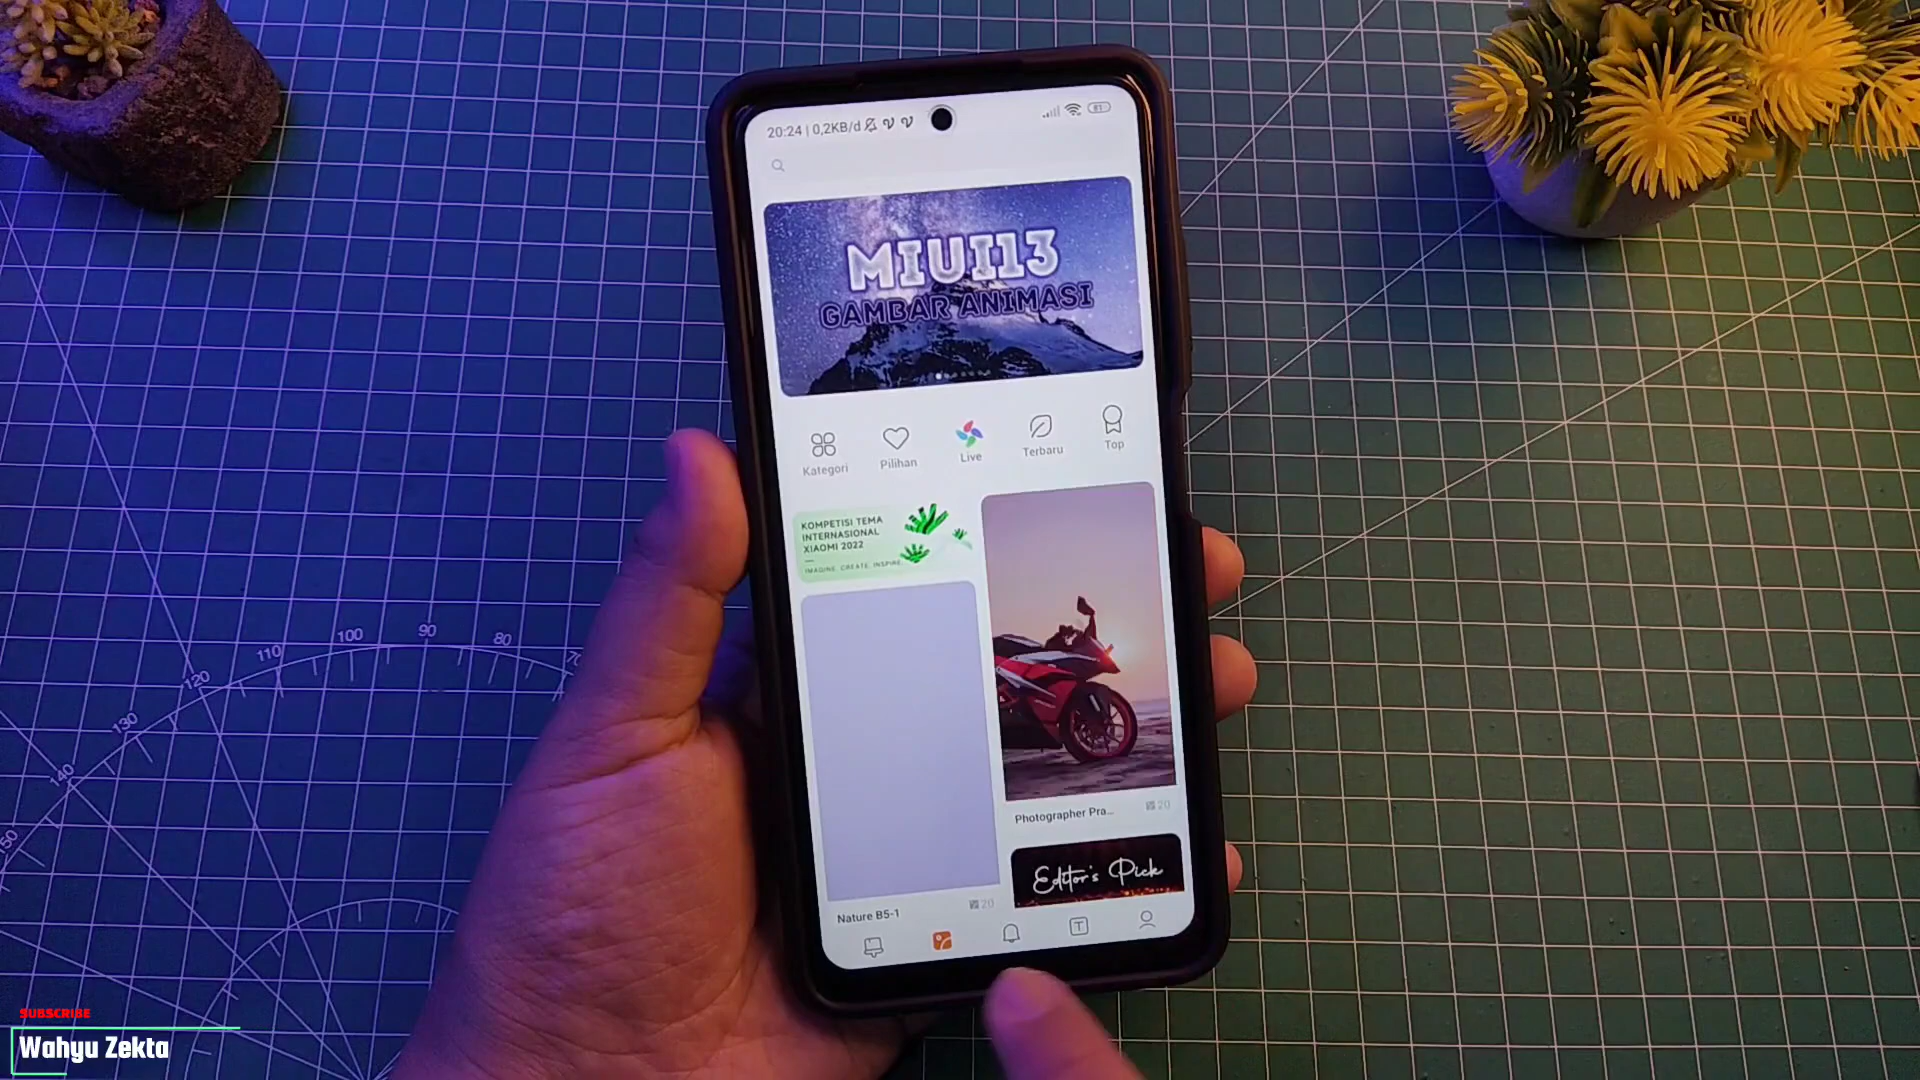 20:24 | 0,2KB/d
81
MIUI13
GAMBAR ANIMASI
Kategori
Pilihan
Live
Terbaru
Top
KOMPETISI TEMA
INTERNASIONAL
XIAOMI 2022
IMAGINE. CREATE. INSPIRE.
Photographer Pra...
20
Editor's Pick
Nature B5-1
20
T
150
140
130
120
110
100
90
80
70
SUBSCRIBE
Wahyu Zekta